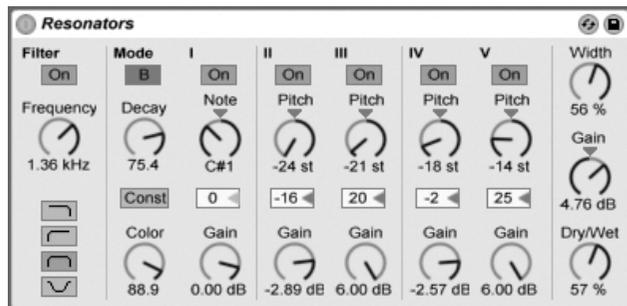 Resonators
Filter Mode I II III IV V Width
On B On On On On On
Frequency Decay Note Pitch Pitch Pitch Pitch
56 %
Gain
1.36 kHz 75.4 C#1 -24 st -21 st -18 st -14 st
Const 0 -16 20 -2 25
4.76 dB
Color Gain Gain Gain Gain Gain Dry/Wet
88.9 0.00 dB -2.89 dB 6.00 dB -2.57 dB 6.00 dB 57 %